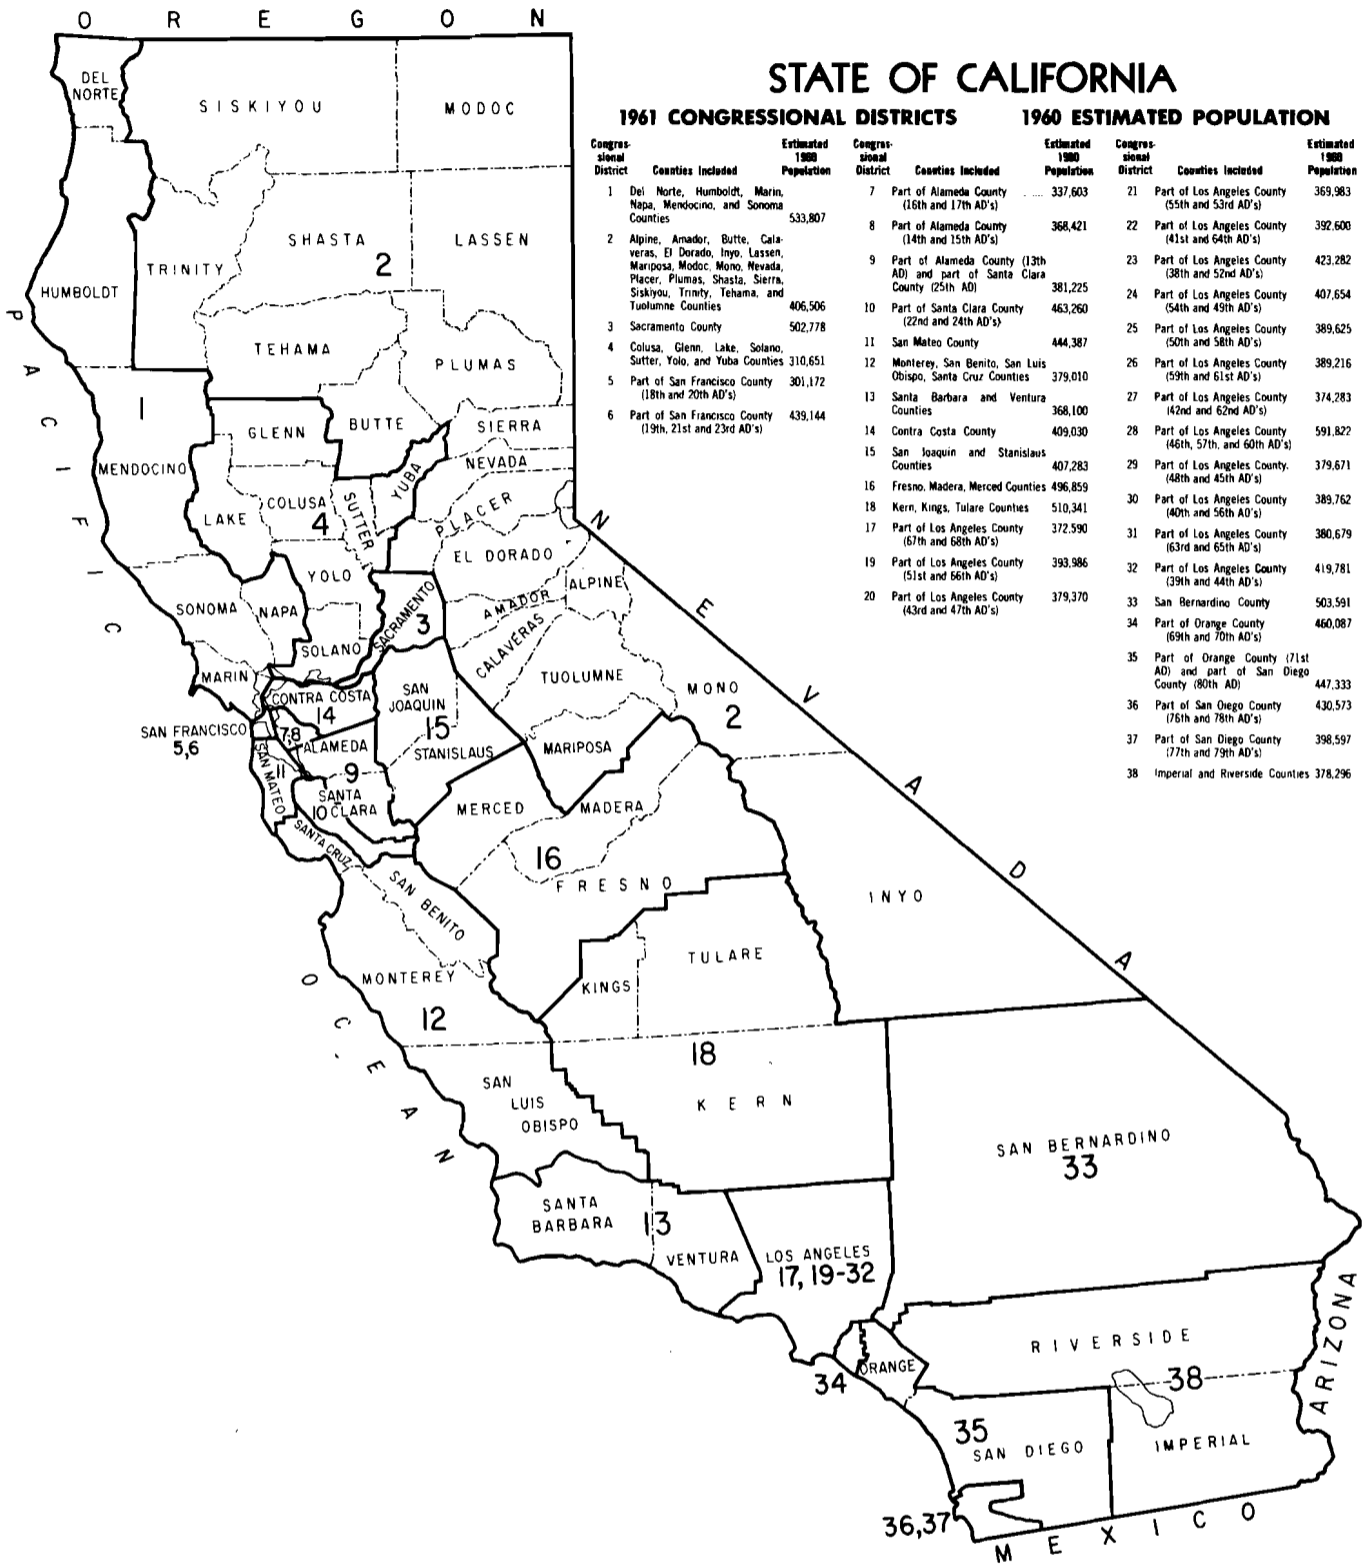 O R E G O N
STATE OF CALIFORNIA
1961 CONGRESSIONAL DISTRICTS 1960 ESTIMATED POPULATION
Congres-
sional
District
Counties Included
Estimated
1960
Population
1 Del Norte, Humboldt, Marin,
Napa, Mendocino, and Sonoma
Counties 533,807
2 Alpine, Amador, Butte, Cala-
veras, El Dorado, Inyo, Lassen,
Mariposa, Modoc, Mono, Nevada,
Placer, Plumas, Shasta, Sierra,
Siskiyou, Trinity, Tehama, and
Tuolumne Counties 406,506
3 Sacramento County 502,778
4 Colusa, Glenn, Lake, Solano,
Sutter, Yolo, and Yuba Counties 310,651
5 Part of San Francisco County 301,172
(18th and 20th AD's)
6 Part of San Francisco County 439,144
(19th, 21st and 23rd AD's)
Congres-
sional
District
Counties Included
Estimated
1960
Population
7 Part of Alameda County ..... 337,603
(16th and 17th AD's)
8 Part of Alameda County 368,421
(14th and 15th AD's)
9 Part of Alameda County (13th
AD) and part of Santa Clara
County (25th AD) 381,225
10 Part of Santa Clara County 463,260
(22nd and 24th AD's)
11 San Mateo County 444,387
12 Monterey, San Benito, San Luis
Obispo, Santa Cruz Counties 379,010
13 Santa Barbara and Ventura
Counties 368,100
14 Contra Costa County 409,030
15 San Joaquin and Stanislaus
Counties 407,283
16 Fresno, Madera, Merced Counties 496,859
18 Kern, Kings, Tulare Counties 510,341
17 Part of Los Angeles County 372,590
(67th and 68th AD's)
19 Part of Los Angeles County 393,986
(51st and 66th AD's)
20 Part of Los Angeles County 379,370
(43rd and 47th AD's)
Congres-
sional
District
Counties Included
Estimated
1960
Population
21 Part of Los Angeles County 369,983
(55th and 53rd AD's)
22 Part of Los Angeles County 392,600
(41st and 64th AD's)
23 Part of Los Angeles County 423,282
(38th and 52nd AD's)
24 Part of Los Angeles County 407,654
(54th and 49th AD's)
25 Part of Los Angeles County 389,625
(50th and 58th AD's)
26 Part of Los Angeles County 389,216
(59th and 61st AD's)
27 Part of Los Angeles County 374,283
(42nd and 62nd AD's)
28 Part of Los Angeles County 591,822
(46th, 57th, and 60th AD's)
29 Part of Los Angeles County. 379,671
(48th and 45th AD's)
30 Part of Los Angeles County 389,762
(40th and 56th AD's)
31 Part of Los Angeles County 380,679
(63rd and 65th AD's)
32 Part of Los Angeles County 419,781
(39th and 44th AD's)
33 San Bernardino County 503,591
34 Part of Orange County 460,087
(69th and 70th AD's)
35 Part of Orange County (71st
AD) and part of San Diego
County (80th AD) 447,333
36 Part of San Diego County 430,573
(76th and 78th AD's)
37 Part of San Diego County 398,597
(77th and 79th AD's)
38 Imperial and Riverside Counties 378,296
DEL
NORTE
SISKIYOU
MODOC
HUMBOLDT
TRINITY
SHASTA
2
LASSEN
TEHAMA
PLUMAS
1
MENDOCINO
GLENN
BUTTE
SIERRA
NEVADA
YUBA
LAKE
COLUSA
4
SUTTER
PLACER
EL DORADO
YOLO
SONOMA
NAPA
SOLANO
SACRAMENTO
3
AMADOR
ALPINE
CALAVERAS
TUOLUMNE
MONO
2
MARIN
CONTRA COSTA
14
SAN
JOAQUIN
15
STANISLAUS
MARIPOSA
SAN FRANCISCO
5,6
7,8
ALAMEDA
9
SAN MATEO
11
SANTA
10 CLARA
SANTA CRUZ
MERCED
MADERA
16
FRESNO
SAN BENITO
INYO
MONTEREY
12
KINGS
TULARE
18
KERN
SAN
LUIS
OBISPO
SAN BERNARDINO
33
SANTA
BARBARA
13
VENTURA
LOS ANGELES
17, 19-32
RIVERSIDE
38
ORANGE
34
35
SAN DIEGO
IMPERIAL
36,37
PACIFIC OCEAN
NEVADA
ARIZONA
MEXICO